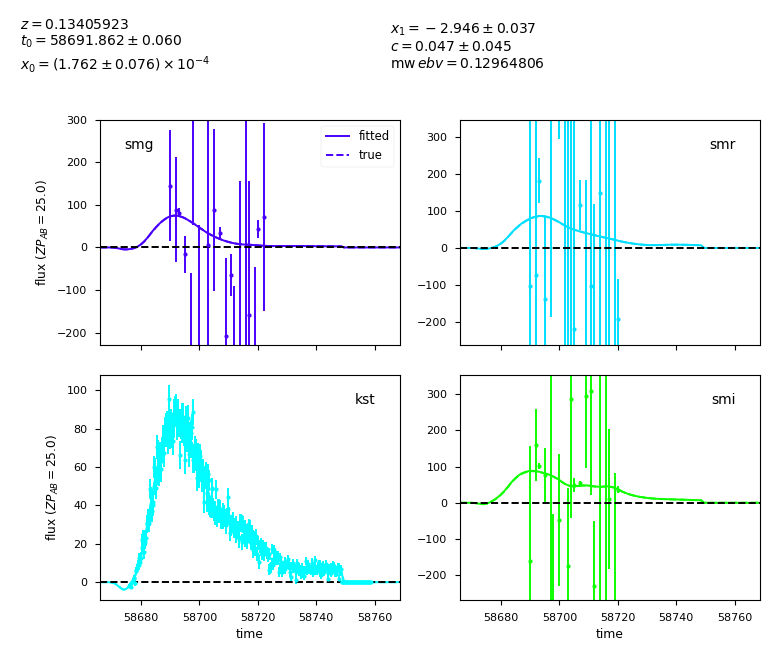 z = 0.13405923
t₀ = 58691.862 ± 0.060
x₀ = (1.762 ± 0.076) × 10⁻⁴
x₁ = −2.946 ± 0.037
c = 0.047 ± 0.045
mw ebv = 0.12964806
smg
fitted
true
flux (ZP_AB = 25.0)
300
200
100
0
−100
−200
smr
300
200
100
0
−100
−200
kst
flux (ZP_AB = 25.0)
100
80
60
40
20
0
58680 58700 58720 58740 58760
time
smi
300
200
100
0
−100
−200
58680 58700 58720 58740 58760
time